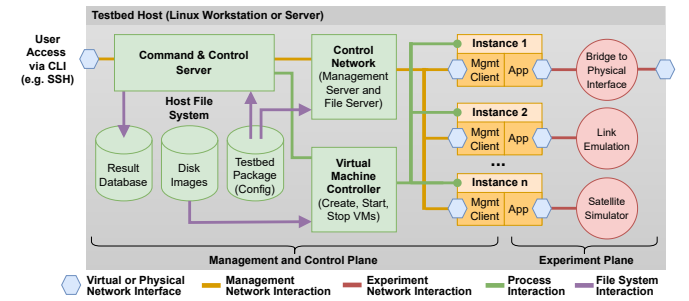 Testbed Host (Linux Workstation or Server)
User
Access
via CLI
(e.g. SSH)
Command & Control
Server
Control
Network
(Management
Server and
File Server)
Instance 1
Mgmt
Client
App
Bridge to
Physical
Interface
Host File
System
Result
Database
Disk
Images
Testbed
Package
(Config)
Virtual
Machine
Controller
(Create, Start,
Stop VMs)
Instance 2
Mgmt
Client
App
Link
Emulation
...
Instance n
Mgmt
Client
App
Satellite
Simulator
Management and Control Plane
Experiment Plane
Virtual or Physical
Network Interface
Management
Network Interaction
Experiment
Network Interaction
Process
Interaction
File System
Interaction